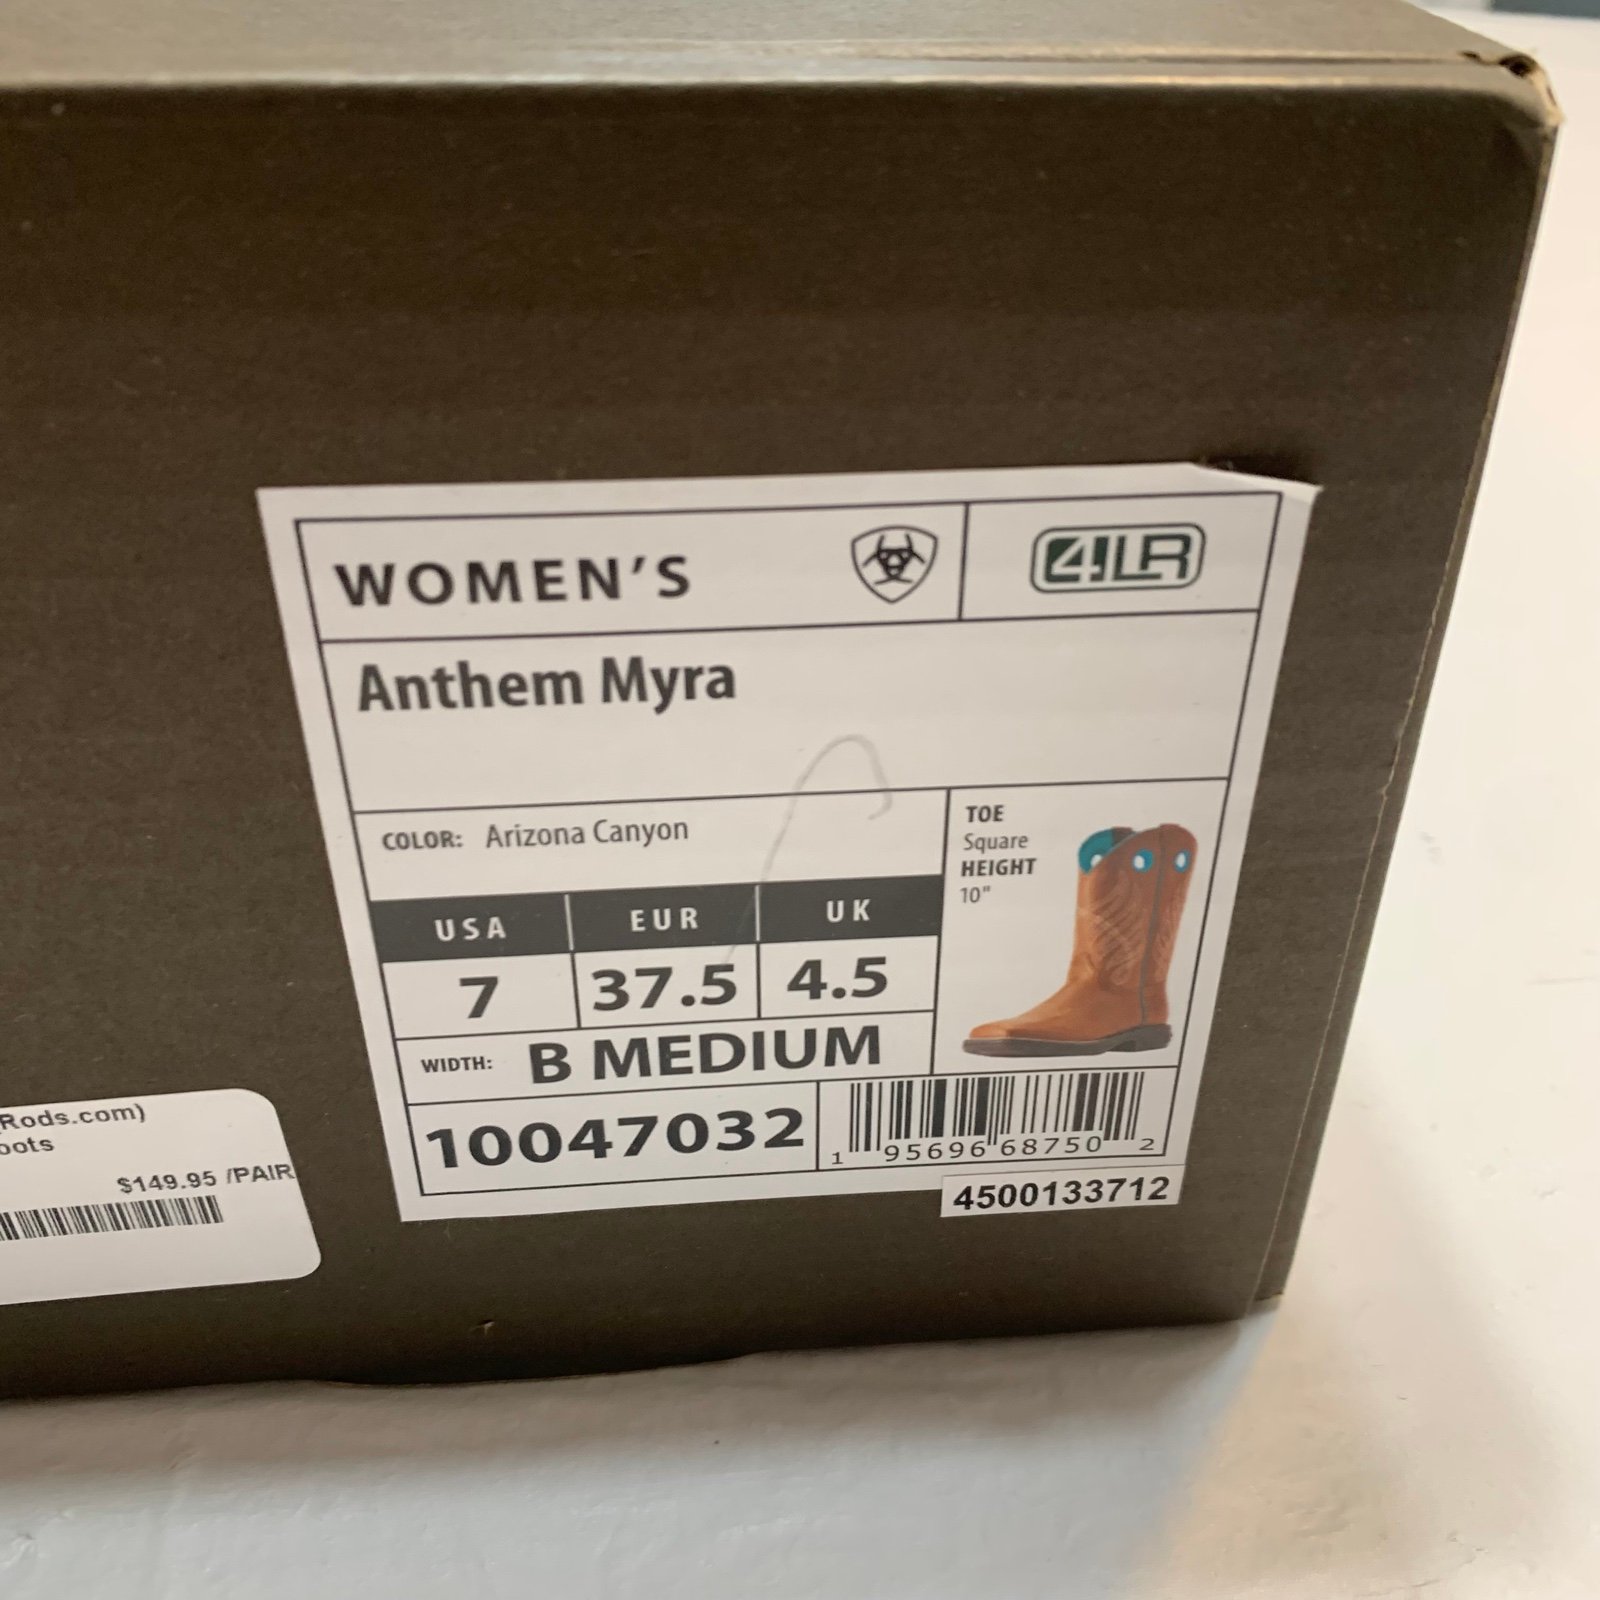 WOMEN'S
4LR
Anthem Myra
COLOR: Arizona Canyon
TOE
Square
HEIGHT
10"
USA EUR UK
7 37.5 4.5
WIDTH: B MEDIUM
10047032
1 95696 68750 2
4500133712
Rods.com)
oots
$149.95 /PAIR